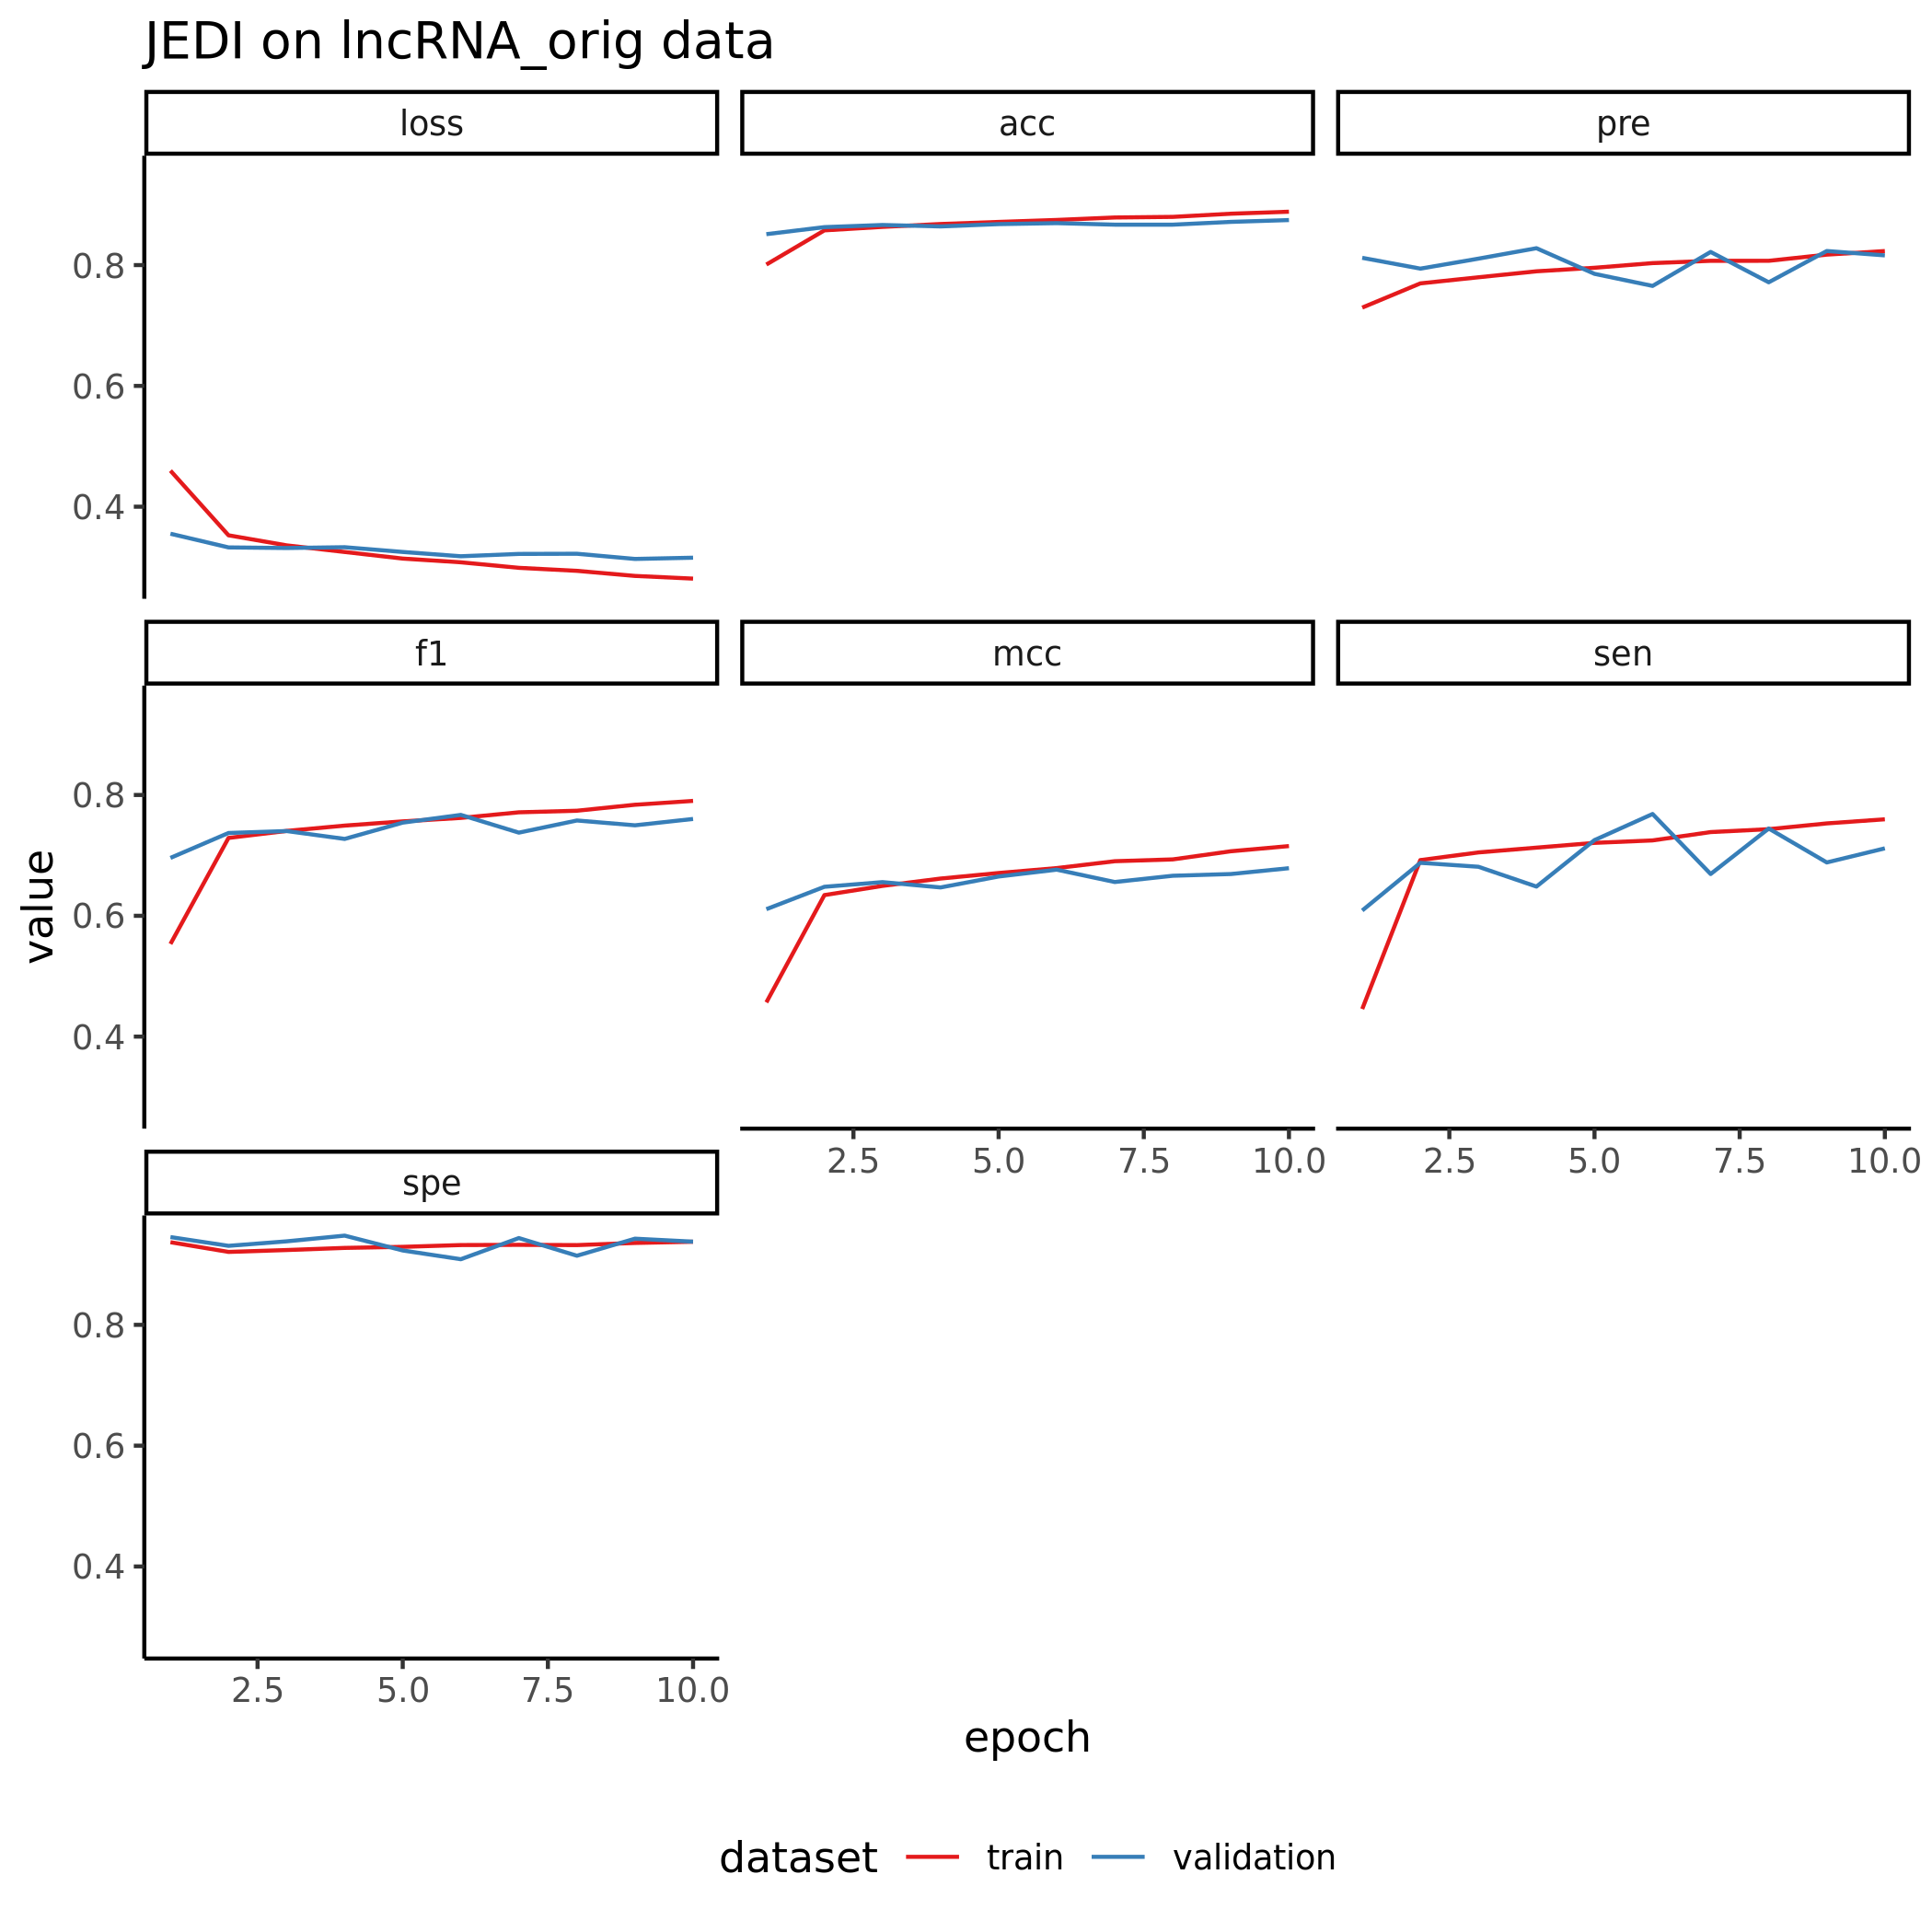 JEDI on lncRNA_orig data
loss
acc
pre
0.8
0.6
0.4
f1
mcc
sen
0.8
0.6
0.4
2.5 5.0 7.5 10.0
2.5 5.0 7.5 10.0
spe
0.8
0.6
0.4
2.5 5.0 7.5 10.0
value
epoch
dataset train validation